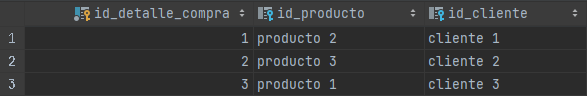 id_detalle_compra id_producto id_cliente
1 1 producto 2 cliente 1
2 2 producto 3 cliente 2
3 3 producto 1 cliente 3